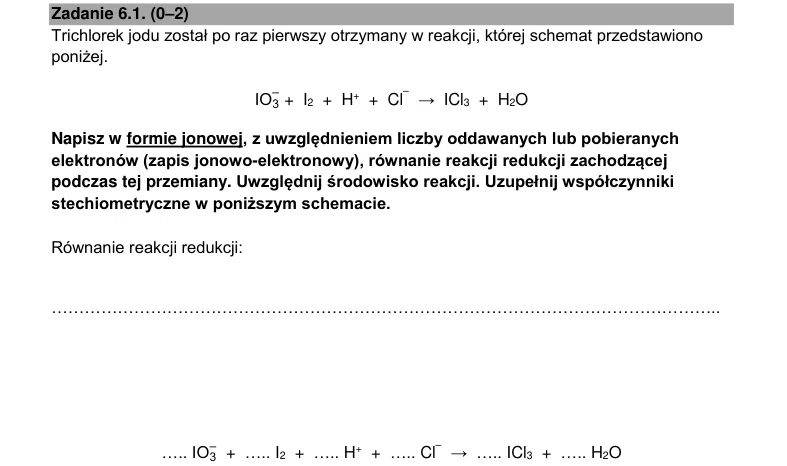 Zadanie 6.1. (0–2)
Trichlorek jodu został po raz pierwszy otrzymany w reakcji, której schemat przedstawiono
poniżej.
IO₃⁻ + I₂ + H⁺ + Cl⁻ → ICl₃ + H₂O
Napisz w formie jonowej, z uwzględnieniem liczby oddawanych lub pobieranych
elektronów (zapis jonowo-elektronowy), równanie reakcji redukcji zachodzącej
podczas tej przemiany. Uwzględnij środowisko reakcji. Uzupełnij współczynniki
stechiometryczne w poniższym schemacie.
Równanie reakcji redukcji:
……………………………………………………………………………………………………………..
….. IO₃⁻ + ….. I₂ + ….. H⁺ + ….. Cl⁻ → ….. ICl₃ + ….. H₂O